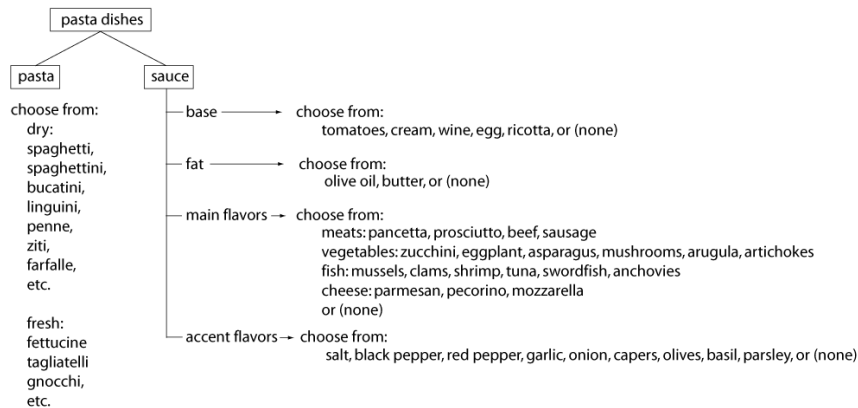 pasta dishes
pasta
sauce
choose from:
dry:
spaghetti,
spaghettini,
bucatini,
linguini,
penne,
ziti,
farfalle,
etc.
fresh:
fettucine
tagliatelli
gnocchi,
etc.
base
choose from:
tomatoes, cream, wine, egg, ricotta, or (none)
fat
choose from:
olive oil, butter, or (none)
main flavors
choose from:
meats: pancetta, prosciutto, beef, sausage
vegetables: zucchini, eggplant, asparagus, mushrooms, arugula, artichokes
fish: mussels, clams, shrimp, tuna, swordfish, anchovies
cheese: parmesan, pecorino, mozzarella
or (none)
accent flavors
choose from:
salt, black pepper, red pepper, garlic, onion, capers, olives, basil, parsley, or (none)